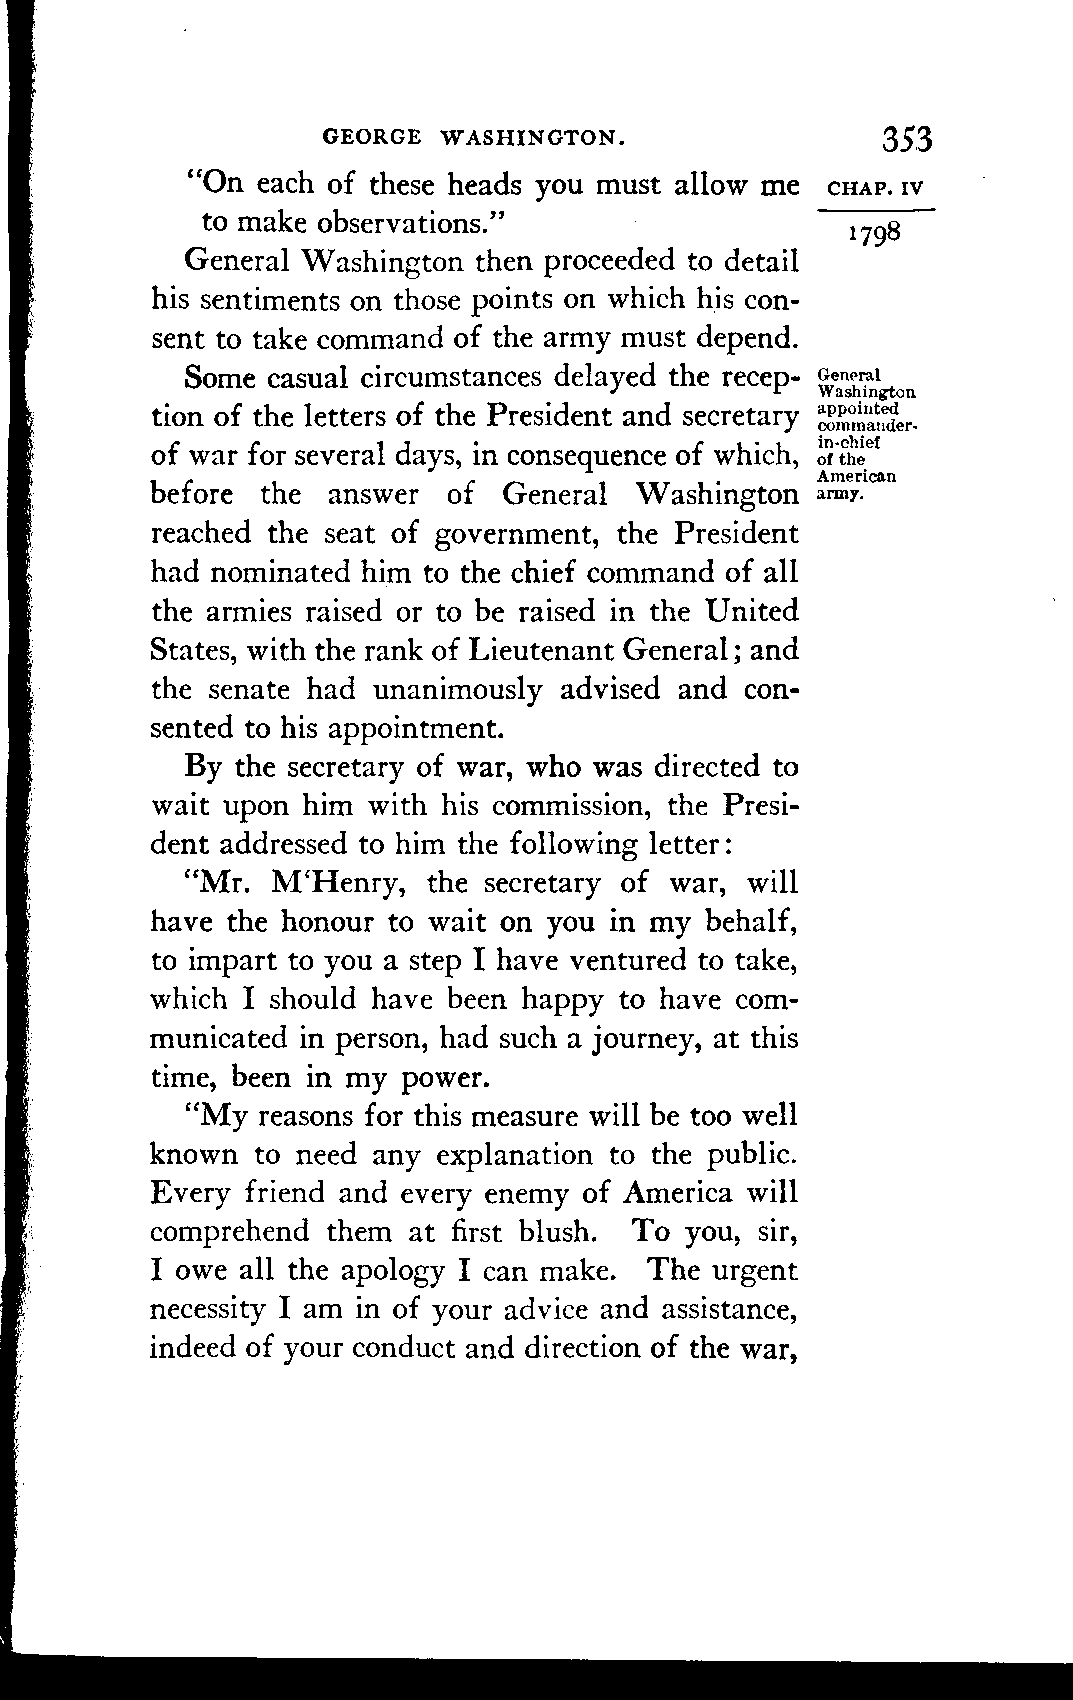 GEORGE WASHINGTON. 353
CHAP. IV
1798
"On each of these heads you must allow me
to make observations."
General Washington then proceeded to detail
his sentiments on those points on which his con-
sent to take command of the army must depend.
Some casual circumstances delayed the recep-
tion of the letters of the President and secretary
of war for several days, in consequence of which,
before the answer of General Washington
reached the seat of government, the President
had nominated him to the chief command of all
the armies raised or to be raised in the United
States, with the rank of Lieutenant General; and
the senate had unanimously advised and con-
sented to his appointment.
General
Washington
appointed
commander-
in-chief
of the
American
army.
By the secretary of war, who was directed to
wait upon him with his commission, the Presi-
dent addressed to him the following letter:
"Mr. M'Henry, the secretary of war, will
have the honour to wait on you in my behalf,
to impart to you a step I have ventured to take,
which I should have been happy to have com-
municated in person, had such a journey, at this
time, been in my power.
"My reasons for this measure will be too well
known to need any explanation to the public.
Every friend and every enemy of America will
comprehend them at first blush. To you, sir,
I owe all the apology I can make. The urgent
necessity I am in of your advice and assistance,
indeed of your conduct and direction of the war,